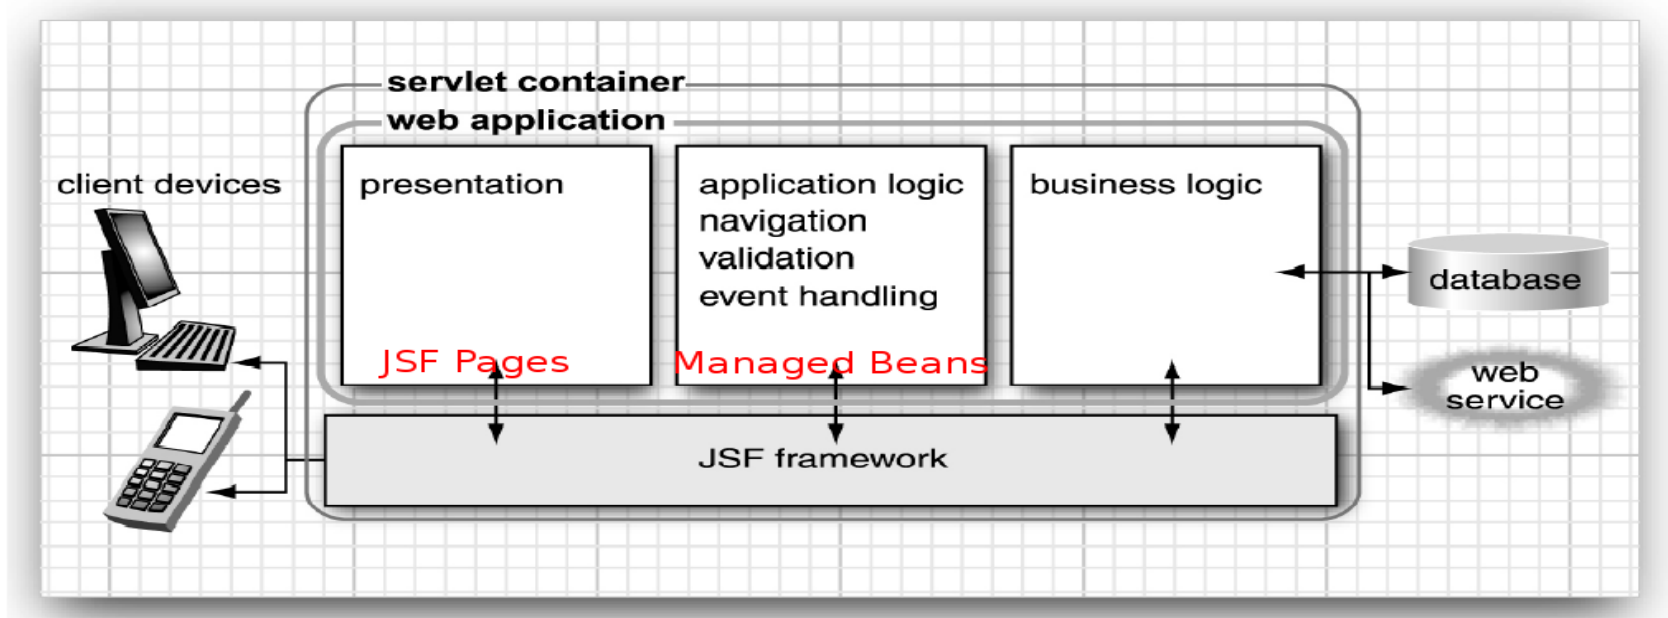 servlet container
web application
client devices
presentation
JSF Pages
application logic
navigation
validation
event handling
Managed Beans
business logic
database
web
service
JSF framework